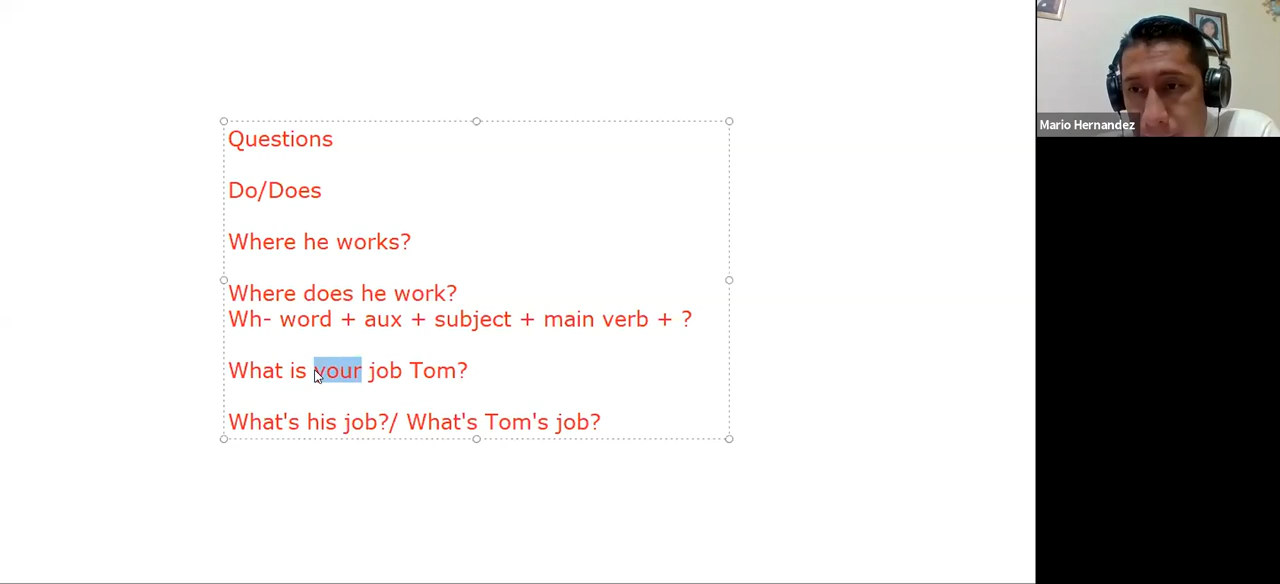 Questions
Do/Does
Where he works?
Where does he work?
Wh- word + aux + subject + main verb + ?
What is your job Tom?
What's his job?/ What's Tom's job?
Mario Hernandez